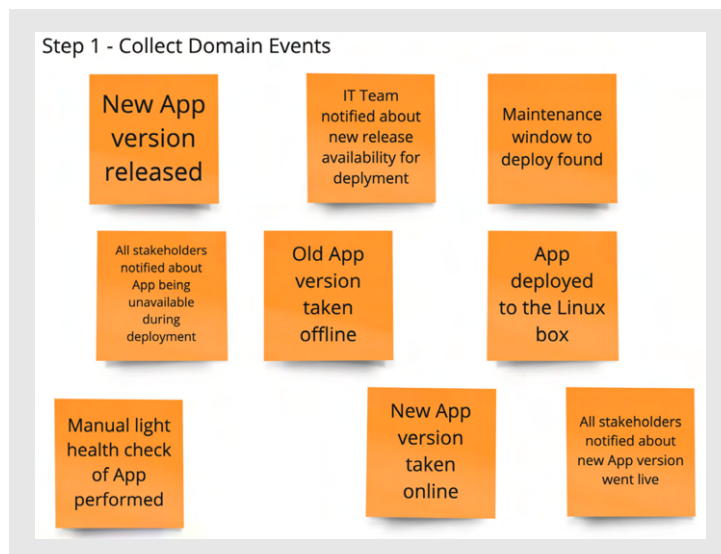 Step 1 - Collect Domain Events
New App
version
released
IT Team
notified about
new release
availability for
deplyment
Maintenance
window to
deploy found
All stakeholders
notified about
App being
unavailable
during
deployment
Old App
version
taken
offline
App
deployed
to the Linux
box
Manual light
health check
of App
performed
New App
version
taken
online
All stakeholders
notified about
new App version
went live